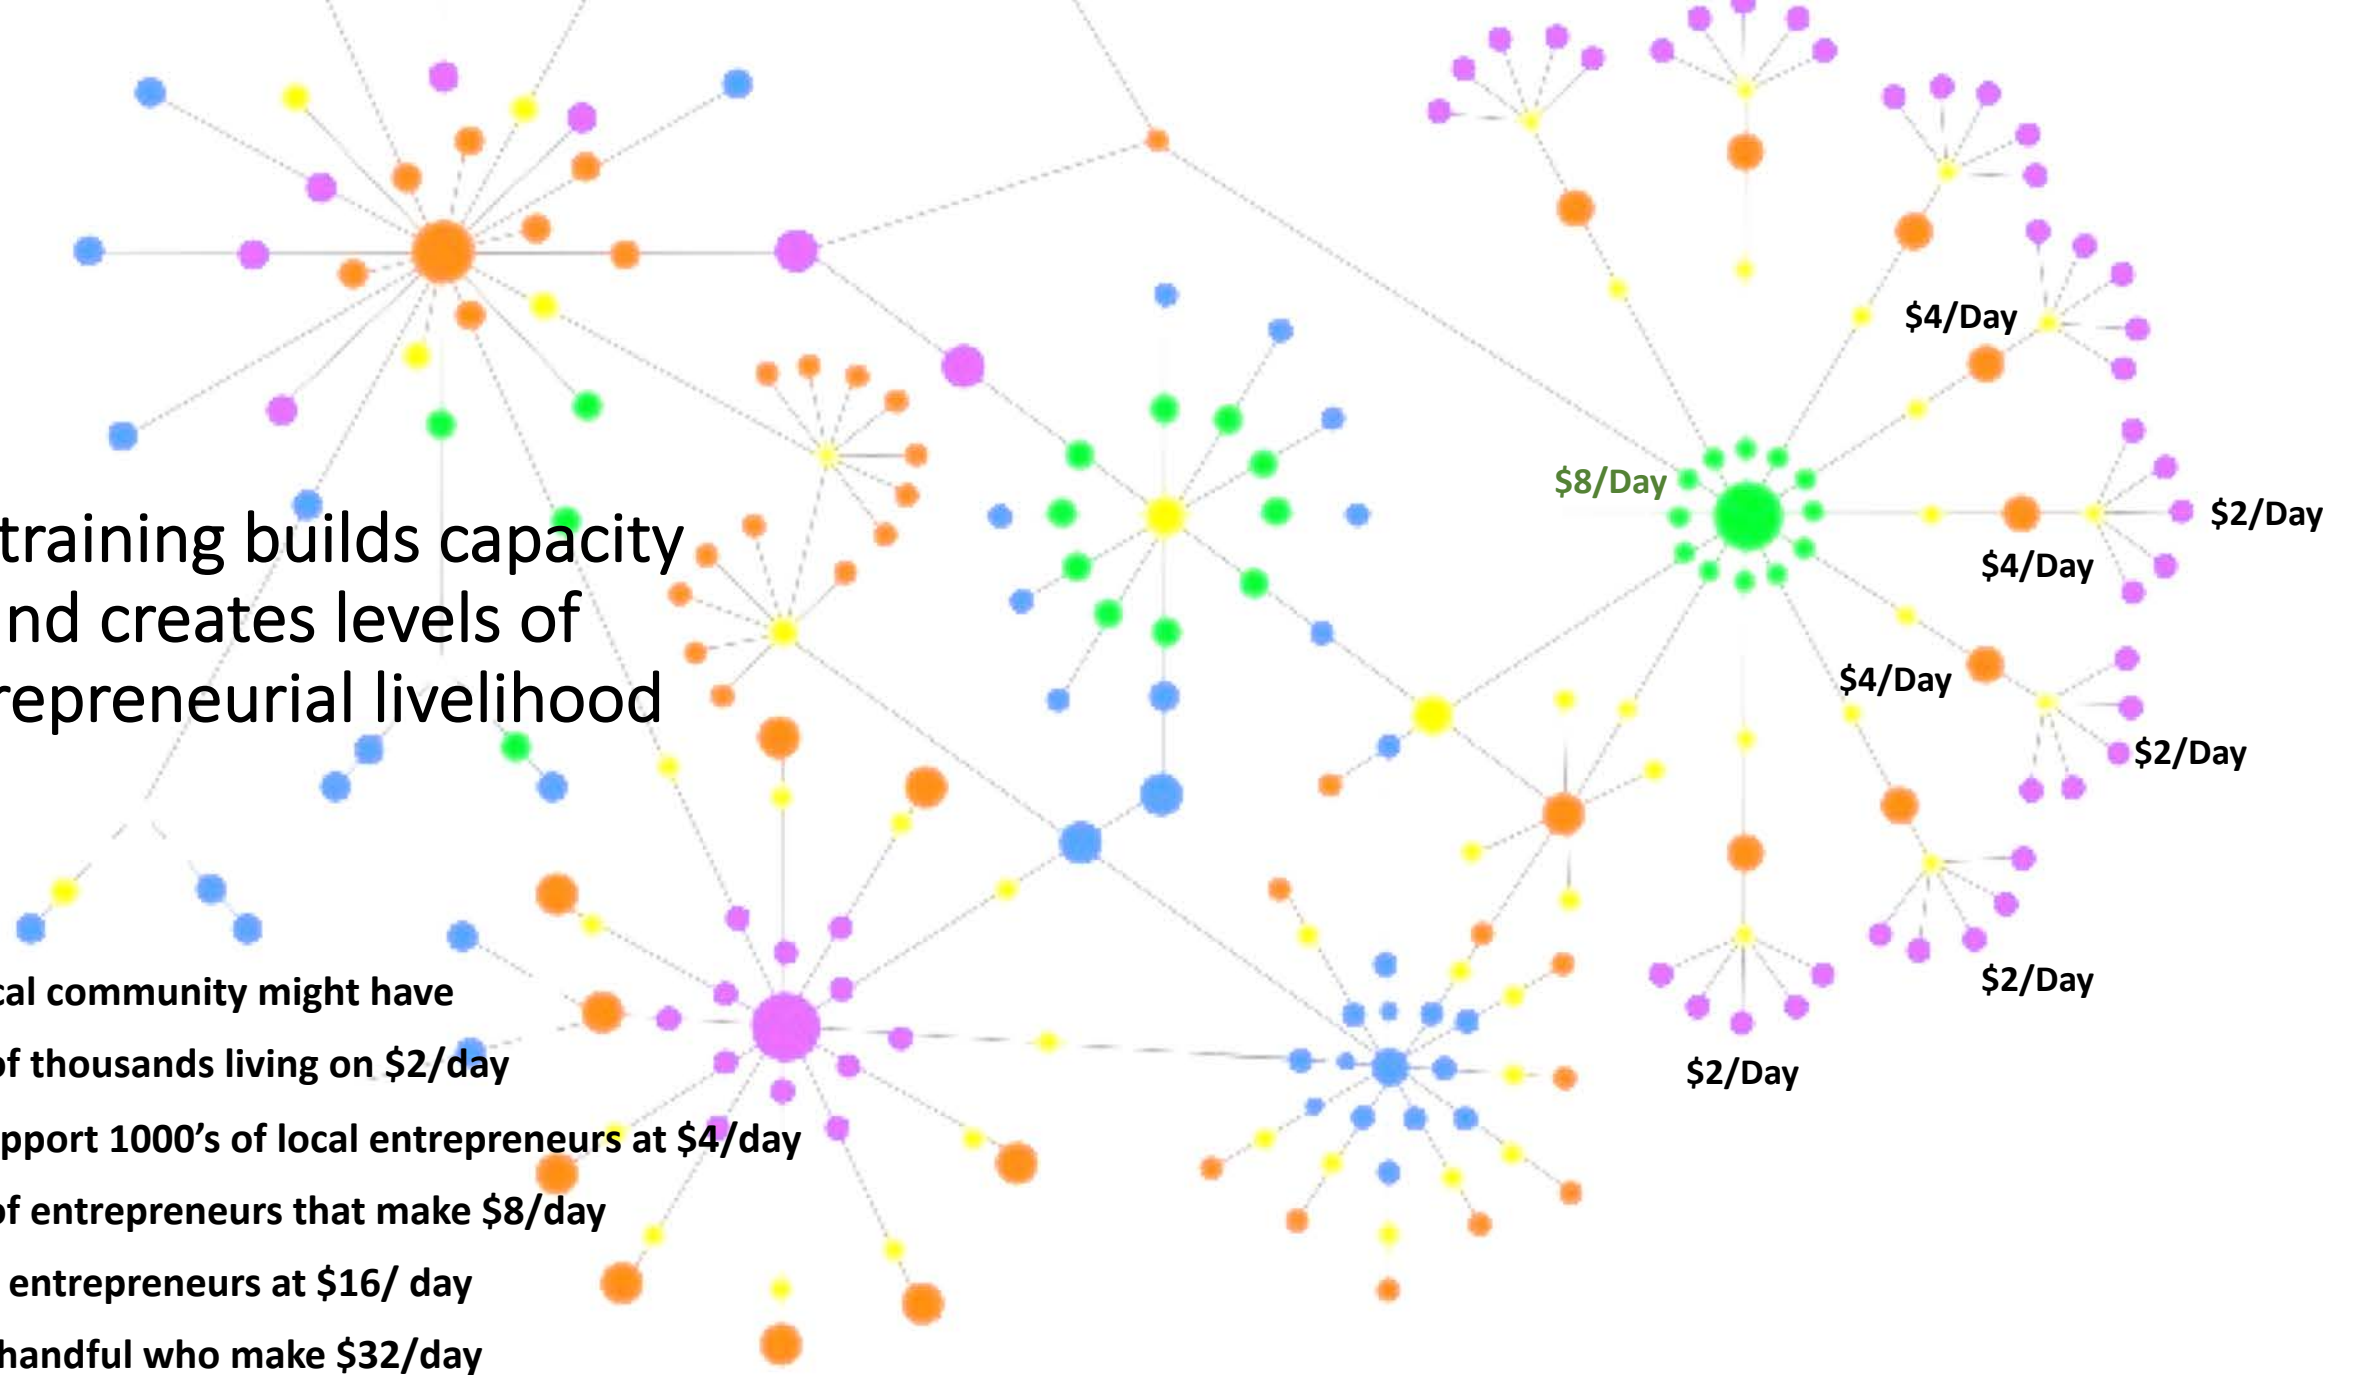 training builds capacity
nd creates levels of
repreneurial livelihood
cal community might have
of thousands living on $2/day
pport 1000’s of local entrepreneurs at $4/day
of entrepreneurs that make $8/day
entrepreneurs at $16/ day
handful who make $32/day
$4/Day
$8/Day
$2/Day
$4/Day
$4/Day
$2/Day
$2/Day
$2/Day